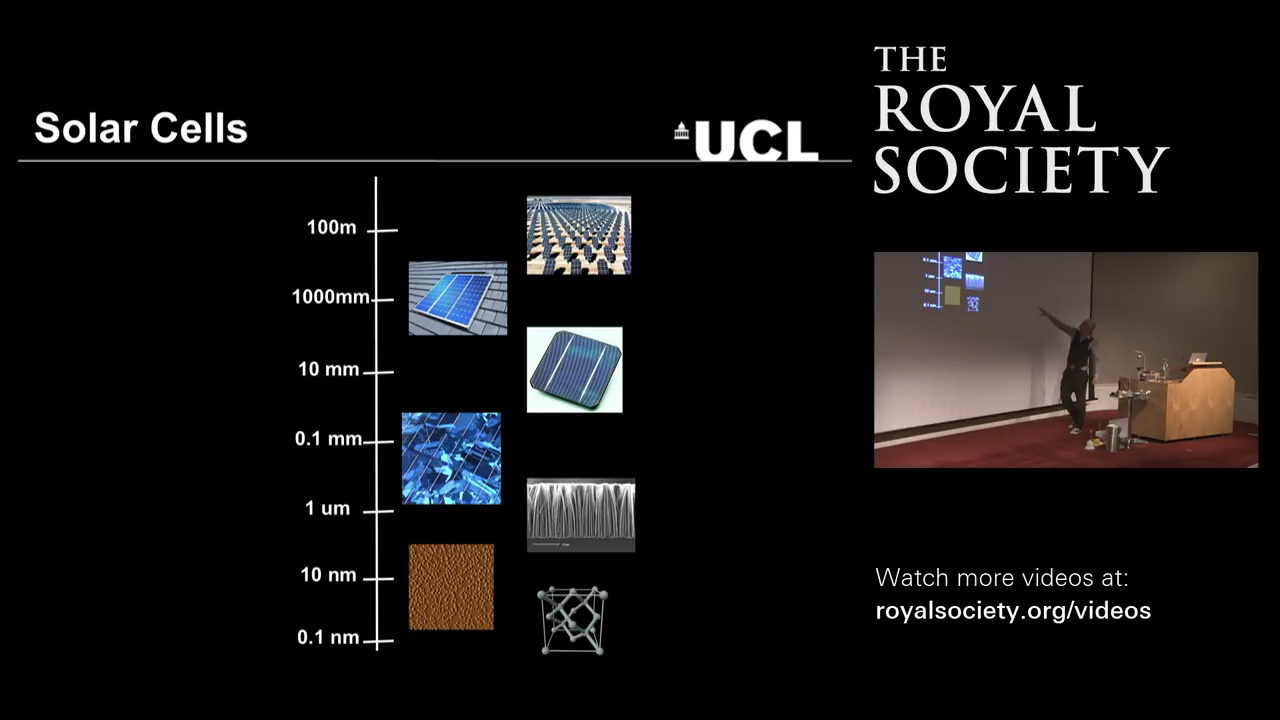 Solar Cells
UCL
100m
1000mm
10 mm
0.1 mm
1 um
10 nm
0.1 nm
THE
ROYAL
SOCIETY
Watch more videos at:
royalsociety.org/videos